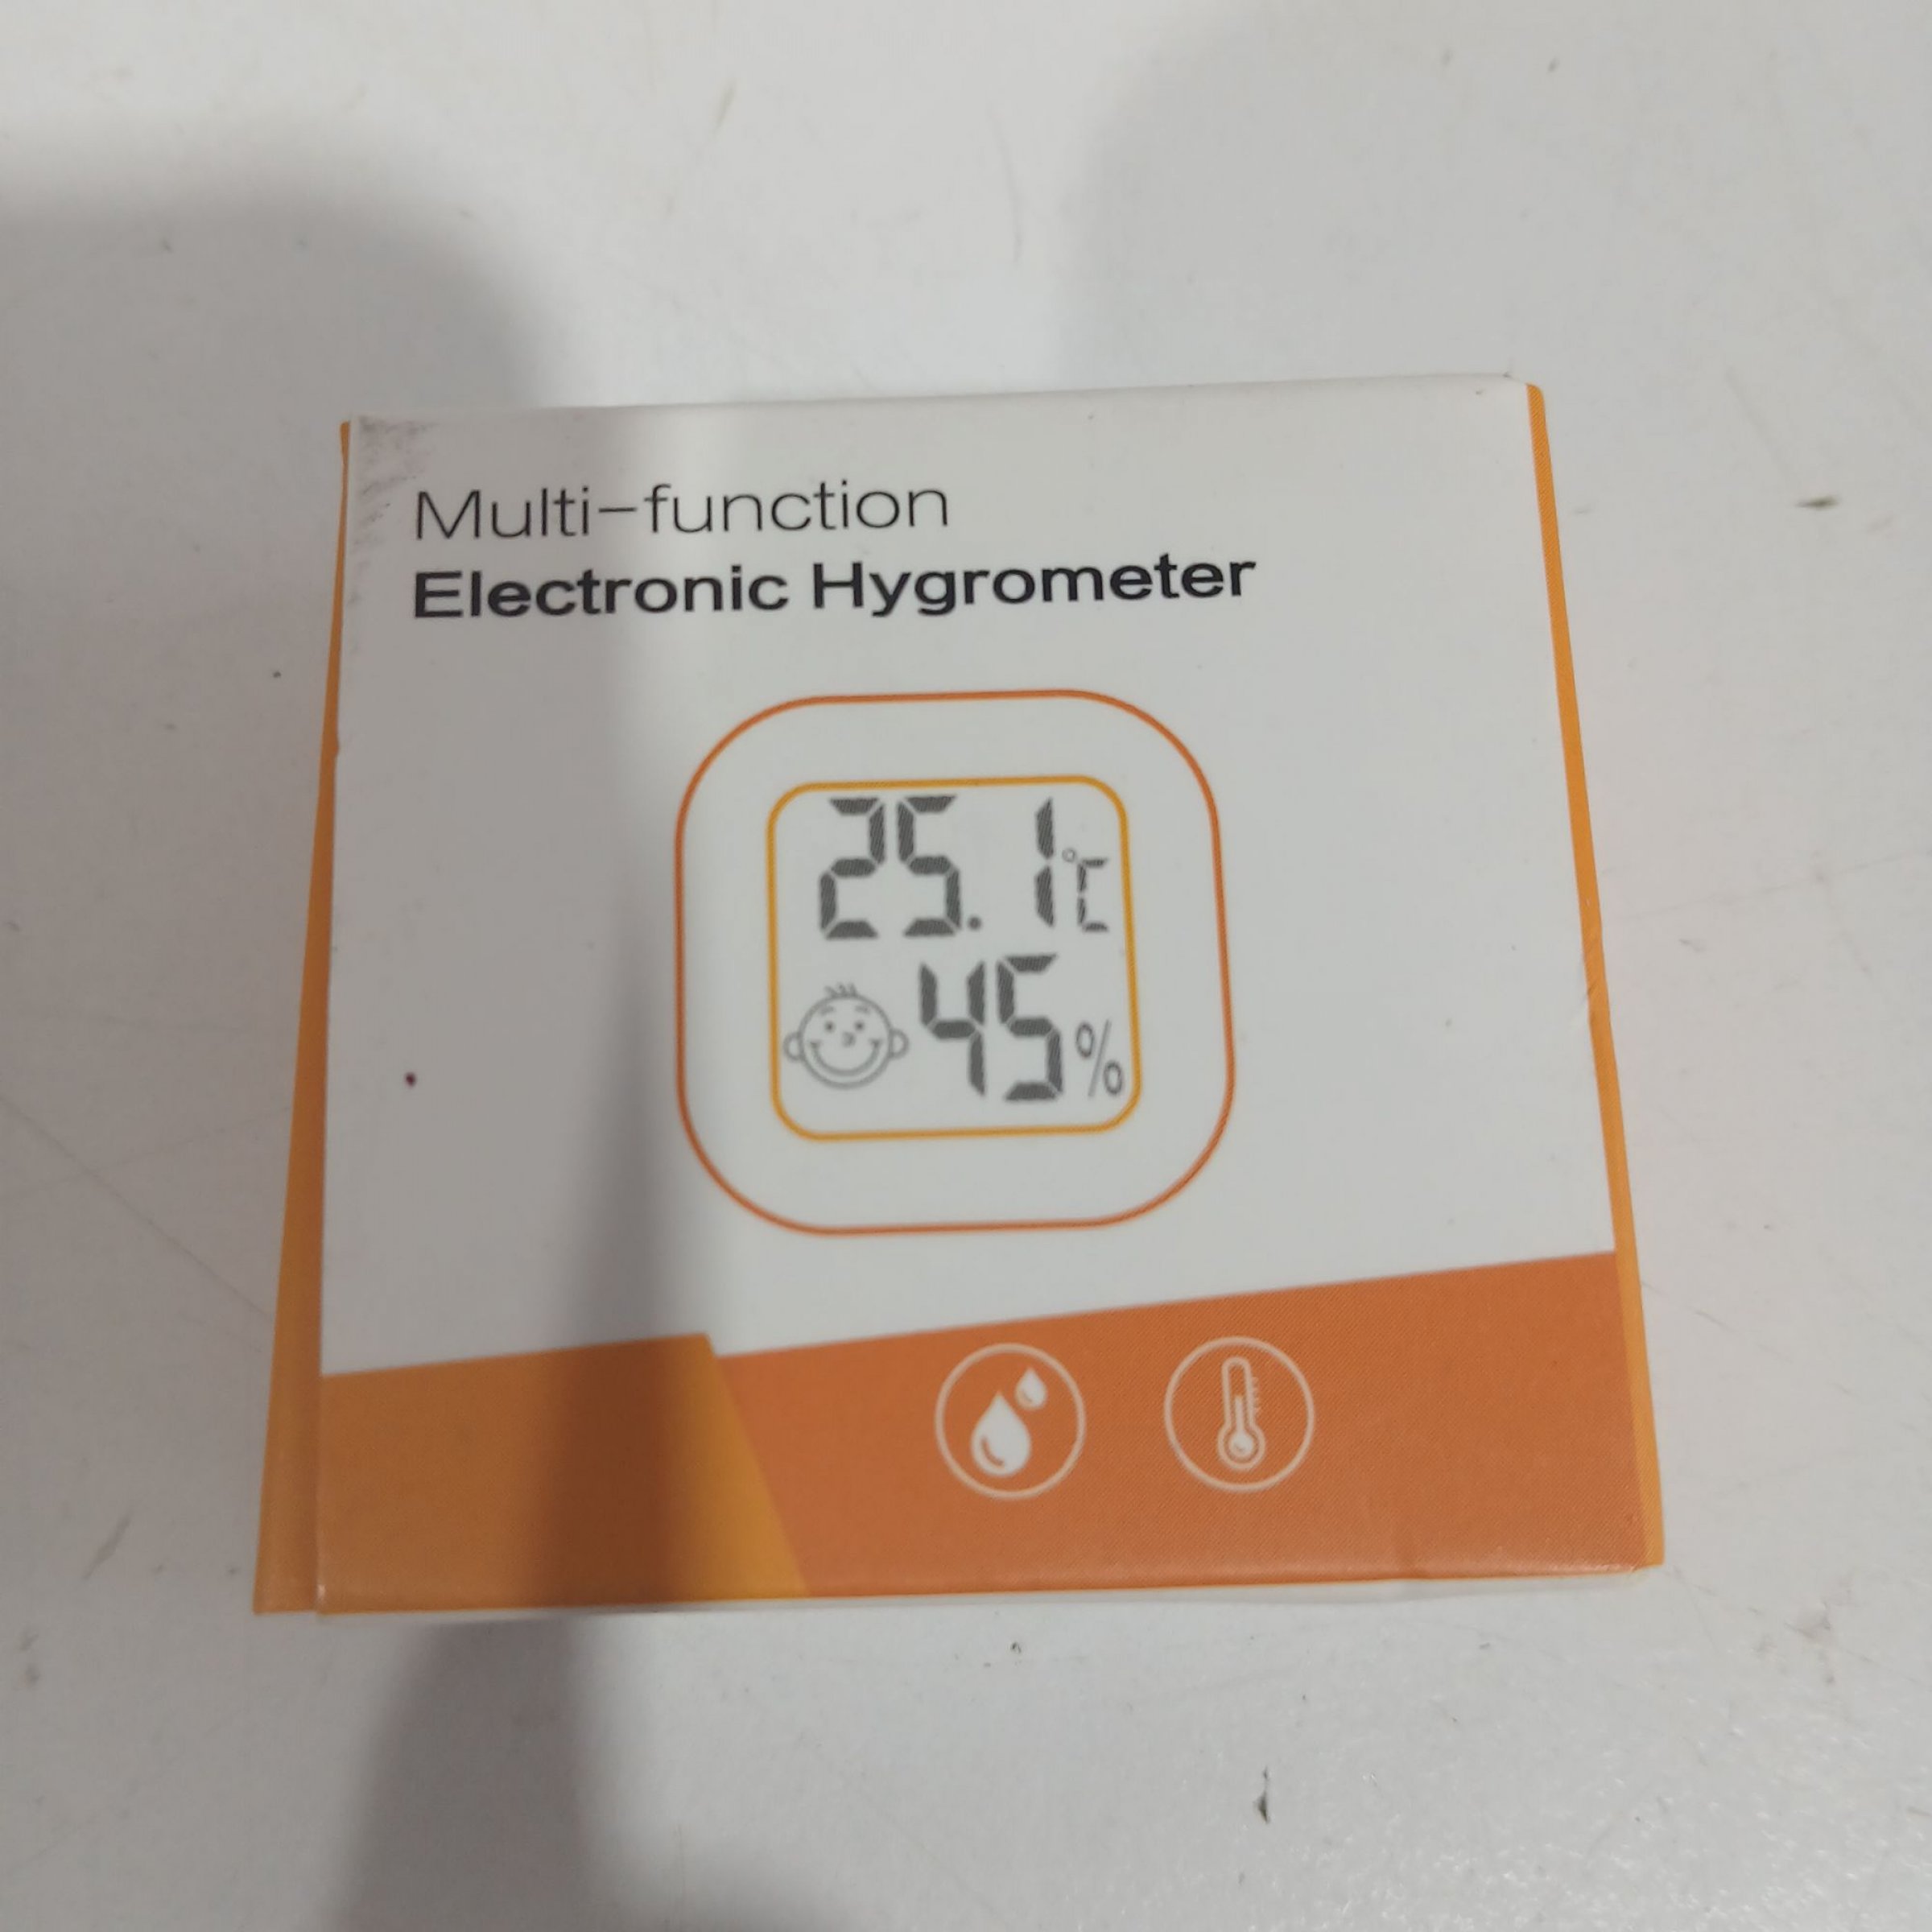 Multi-function
Electronic Hygrometer
25.1℃
45%